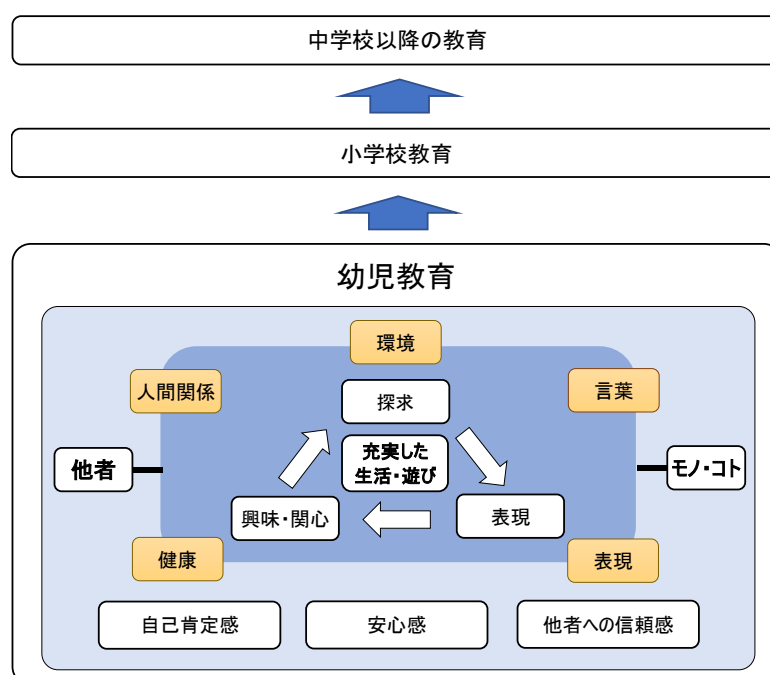 中学校以降の教育
小学校教育
幼児教育
環境
人間関係
言葉
探求
充実した
生活・遊び
他者
モノ・コト
興味・関心
表現
健康
表現
自己肯定感
安心感
他者への信頼感